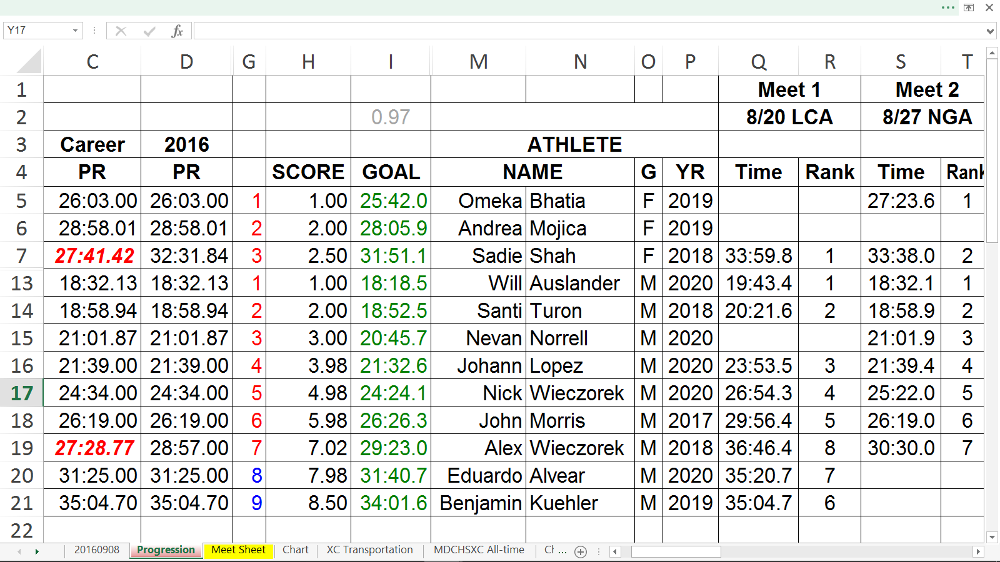 Y17 fx
C D G H I M N O P Q R S T
1 Meet 1 Meet 2
2 0.97 8/20 LCA 8/27 NGA
3 Career 2016 ATHLETE
4 PR PR SCORE GOAL NAME G YR Time Rank Time Rank
5 26:03.00 26:03.00 1 1.00 25:42.0 Omeka Bhatia F 2019 27:23.6 1
6 28:58.01 28:58.01 2 2.00 28:05.9 Andrea Mojica F 2019
7 27:41.42 32:31.84 3 2.50 31:51.1 Sadie Shah F 2018 33:59.8 1 33:38.0 2
13 18:32.13 18:32.13 1 1.00 18:18.5 Will Auslander M 2020 19:43.4 1 18:32.1 1
14 18:58.94 18:58.94 2 2.00 18:52.5 Santi Turon M 2018 20:21.6 2 18:58.9 2
15 21:01.87 21:01.87 3 3.00 20:45.7 Nevan Norrell M 2020 21:01.9 3
16 21:39.00 21:39.00 4 3.98 21:32.6 Johann Lopez M 2020 23:53.5 3 21:39.4 4
17 24:34.00 24:34.00 5 4.98 24:24.1 Nick Wieczorek M 2020 26:54.3 4 25:22.0 5
18 26:19.00 26:19.00 6 5.98 26:26.3 John Morris M 2017 29:56.4 5 26:19.0 6
19 27:28.77 28:57.00 7 7.02 29:23.0 Alex Wieczorek M 2018 36:46.4 8 30:30.0 7
20 31:25.00 31:25.00 8 7.98 31:40.7 Eduardo Alvear M 2020 35:20.7 7
21 35:04.70 35:04.70 9 8.50 34:01.6 Benjamin Kuehler M 2019 35:04.7 6
22
20160908 Progression Meet Sheet Chart XC Transportation MDCHSXC All-time Ch ...